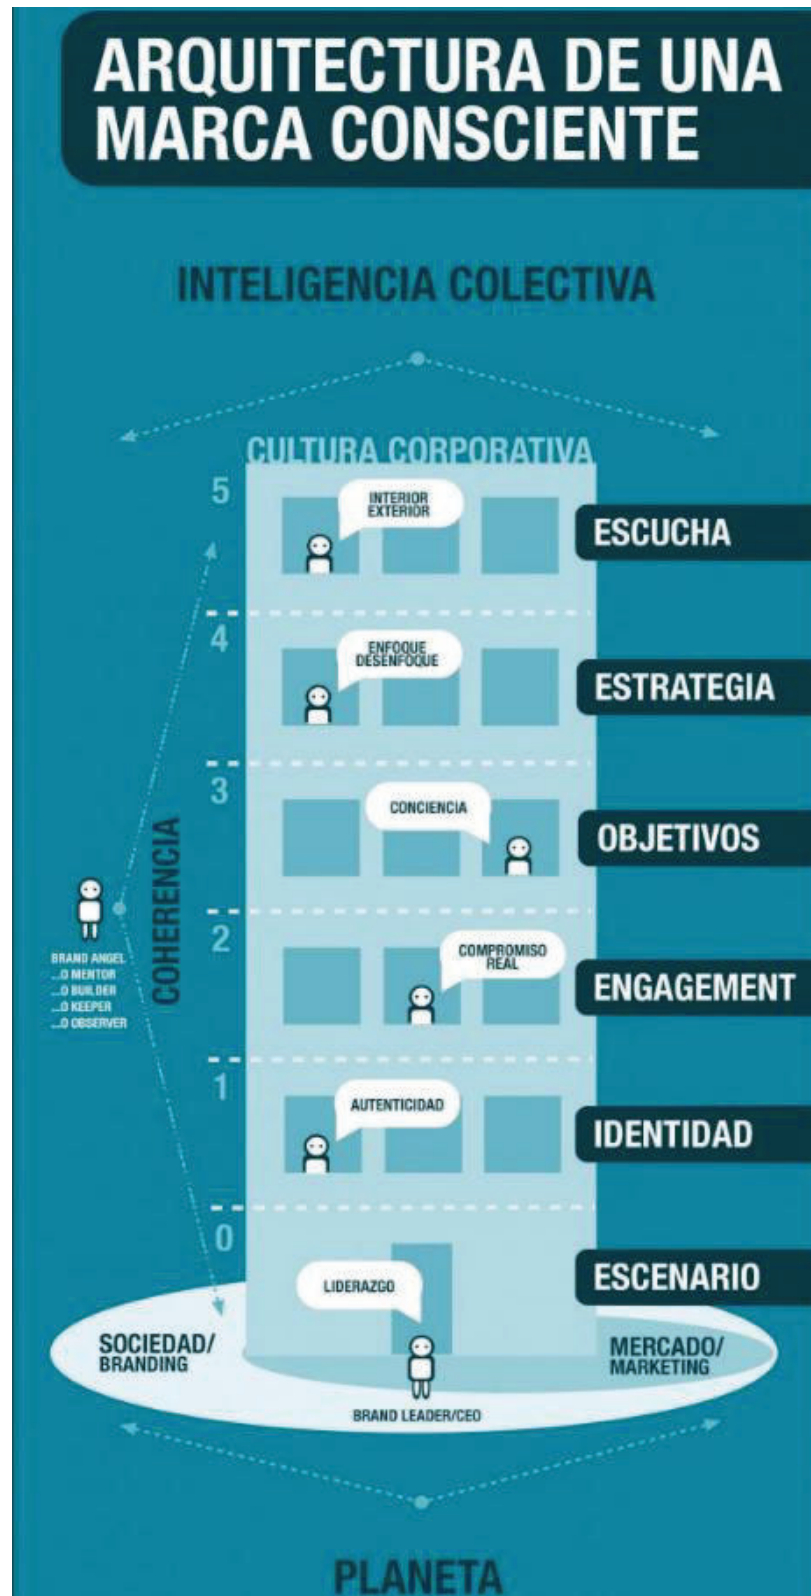 ARQUITECTURA DE UNA
MARCA CONSCIENTE
INTELIGENCIA COLECTIVA
CULTURA CORPORATIVA
5
INTERIOR
EXTERIOR
ESCUCHA
4
ENFOQUE
DESENFOQUE
ESTRATEGIA
3
CONCIENCIA
OBJETIVOS
COHERENCIA
BRAND ANGEL
...O MENTOR
...O BUILDER
...O KEEPER
...O OBSERVER
2
COMPROMISO
REAL
ENGAGEMENT
1
AUTENTICIDAD
IDENTIDAD
0
LIDERAZGO
ESCENARIO
SOCIEDAD/
BRANDING
MERCADO/
MARKETING
BRAND LEADER/CEO
PLANETA